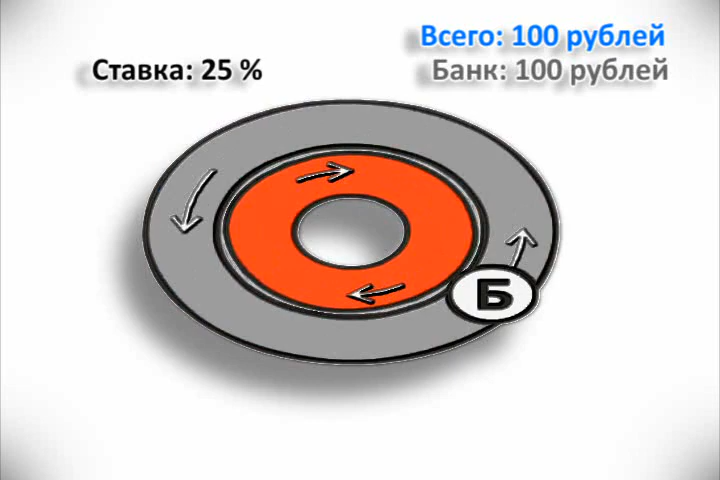 Всего: 100 рублей
Ставка: 25 %
Банк: 100 рублей
Б